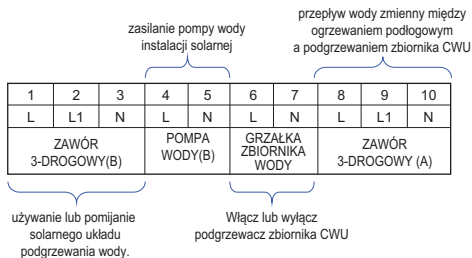 przepływ wody zmienny między
ogrzewaniem podłogowym
a podgrzewaniem zbiornika CWU
zasilanie pompy wody
instalacji solarnej
1 2 3 4 5 6 7 8 9 10
L L1 N L N L N L L1 N
ZAWÓR
3-DROGOWY(B)
POMPA
WODY(B)
GRZAŁKA
ZBIORNIKA
WODY
ZAWÓR
3-DROGOWY (A)
używanie lub pomijanie
solarnego układu
podgrzewania wody.
Włącz lub wyłącz
podgrzewacz zbiornika CWU